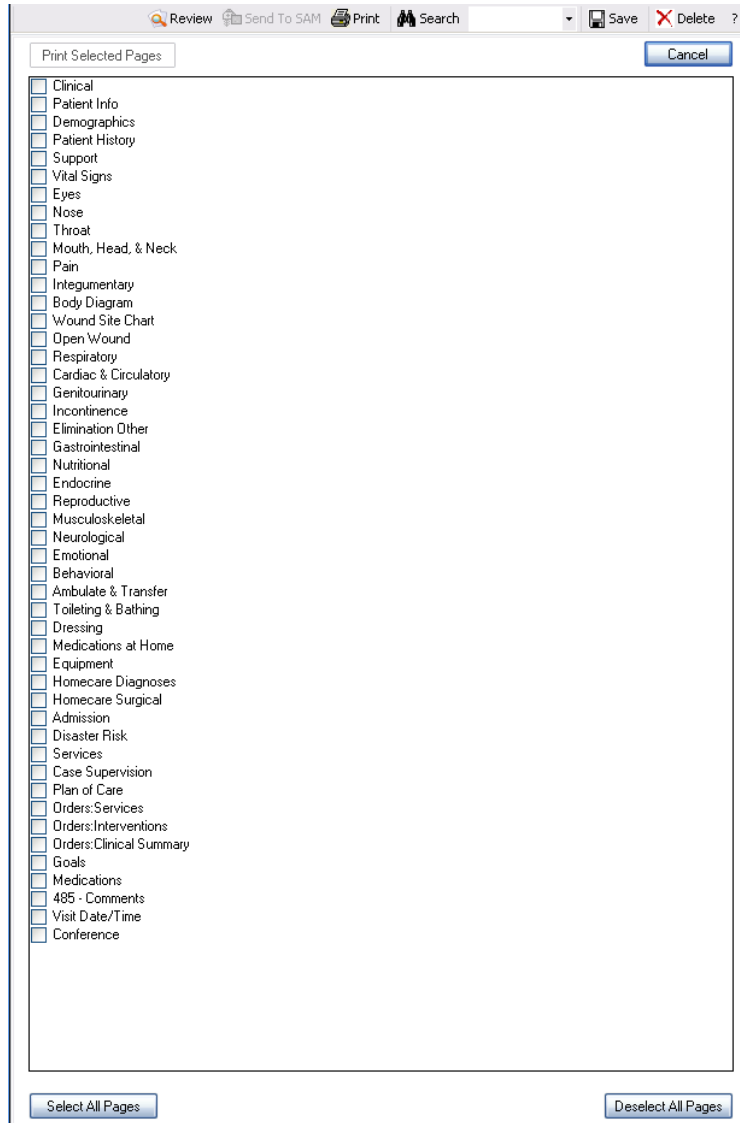 Review Send To SAM Print Search Save Delete ?
Print Selected Pages Cancel
Clinical
Patient Info
Demographics
Patient History
Support
Vital Signs
Eyes
Nose
Throat
Mouth, Head, & Neck
Pain
Integumentary
Body Diagram
Wound Site Chart
Open Wound
Respiratory
Cardiac & Circulatory
Genitourinary
Incontinence
Elimination Other
Gastrointestinal
Nutritional
Endocrine
Reproductive
Musculoskeletal
Neurological
Emotional
Behavioral
Ambulate & Transfer
Toileting & Bathing
Dressing
Medications at Home
Equipment
Homecare Diagnoses
Homecare Surgical
Admission
Disaster Risk
Services
Case Supervision
Plan of Care
Orders:Services
Orders:Interventions
Orders:Clinical Summary
Goals
Medications
485 - Comments
Visit Date/Time
Conference
Select All Pages Deselect All Pages